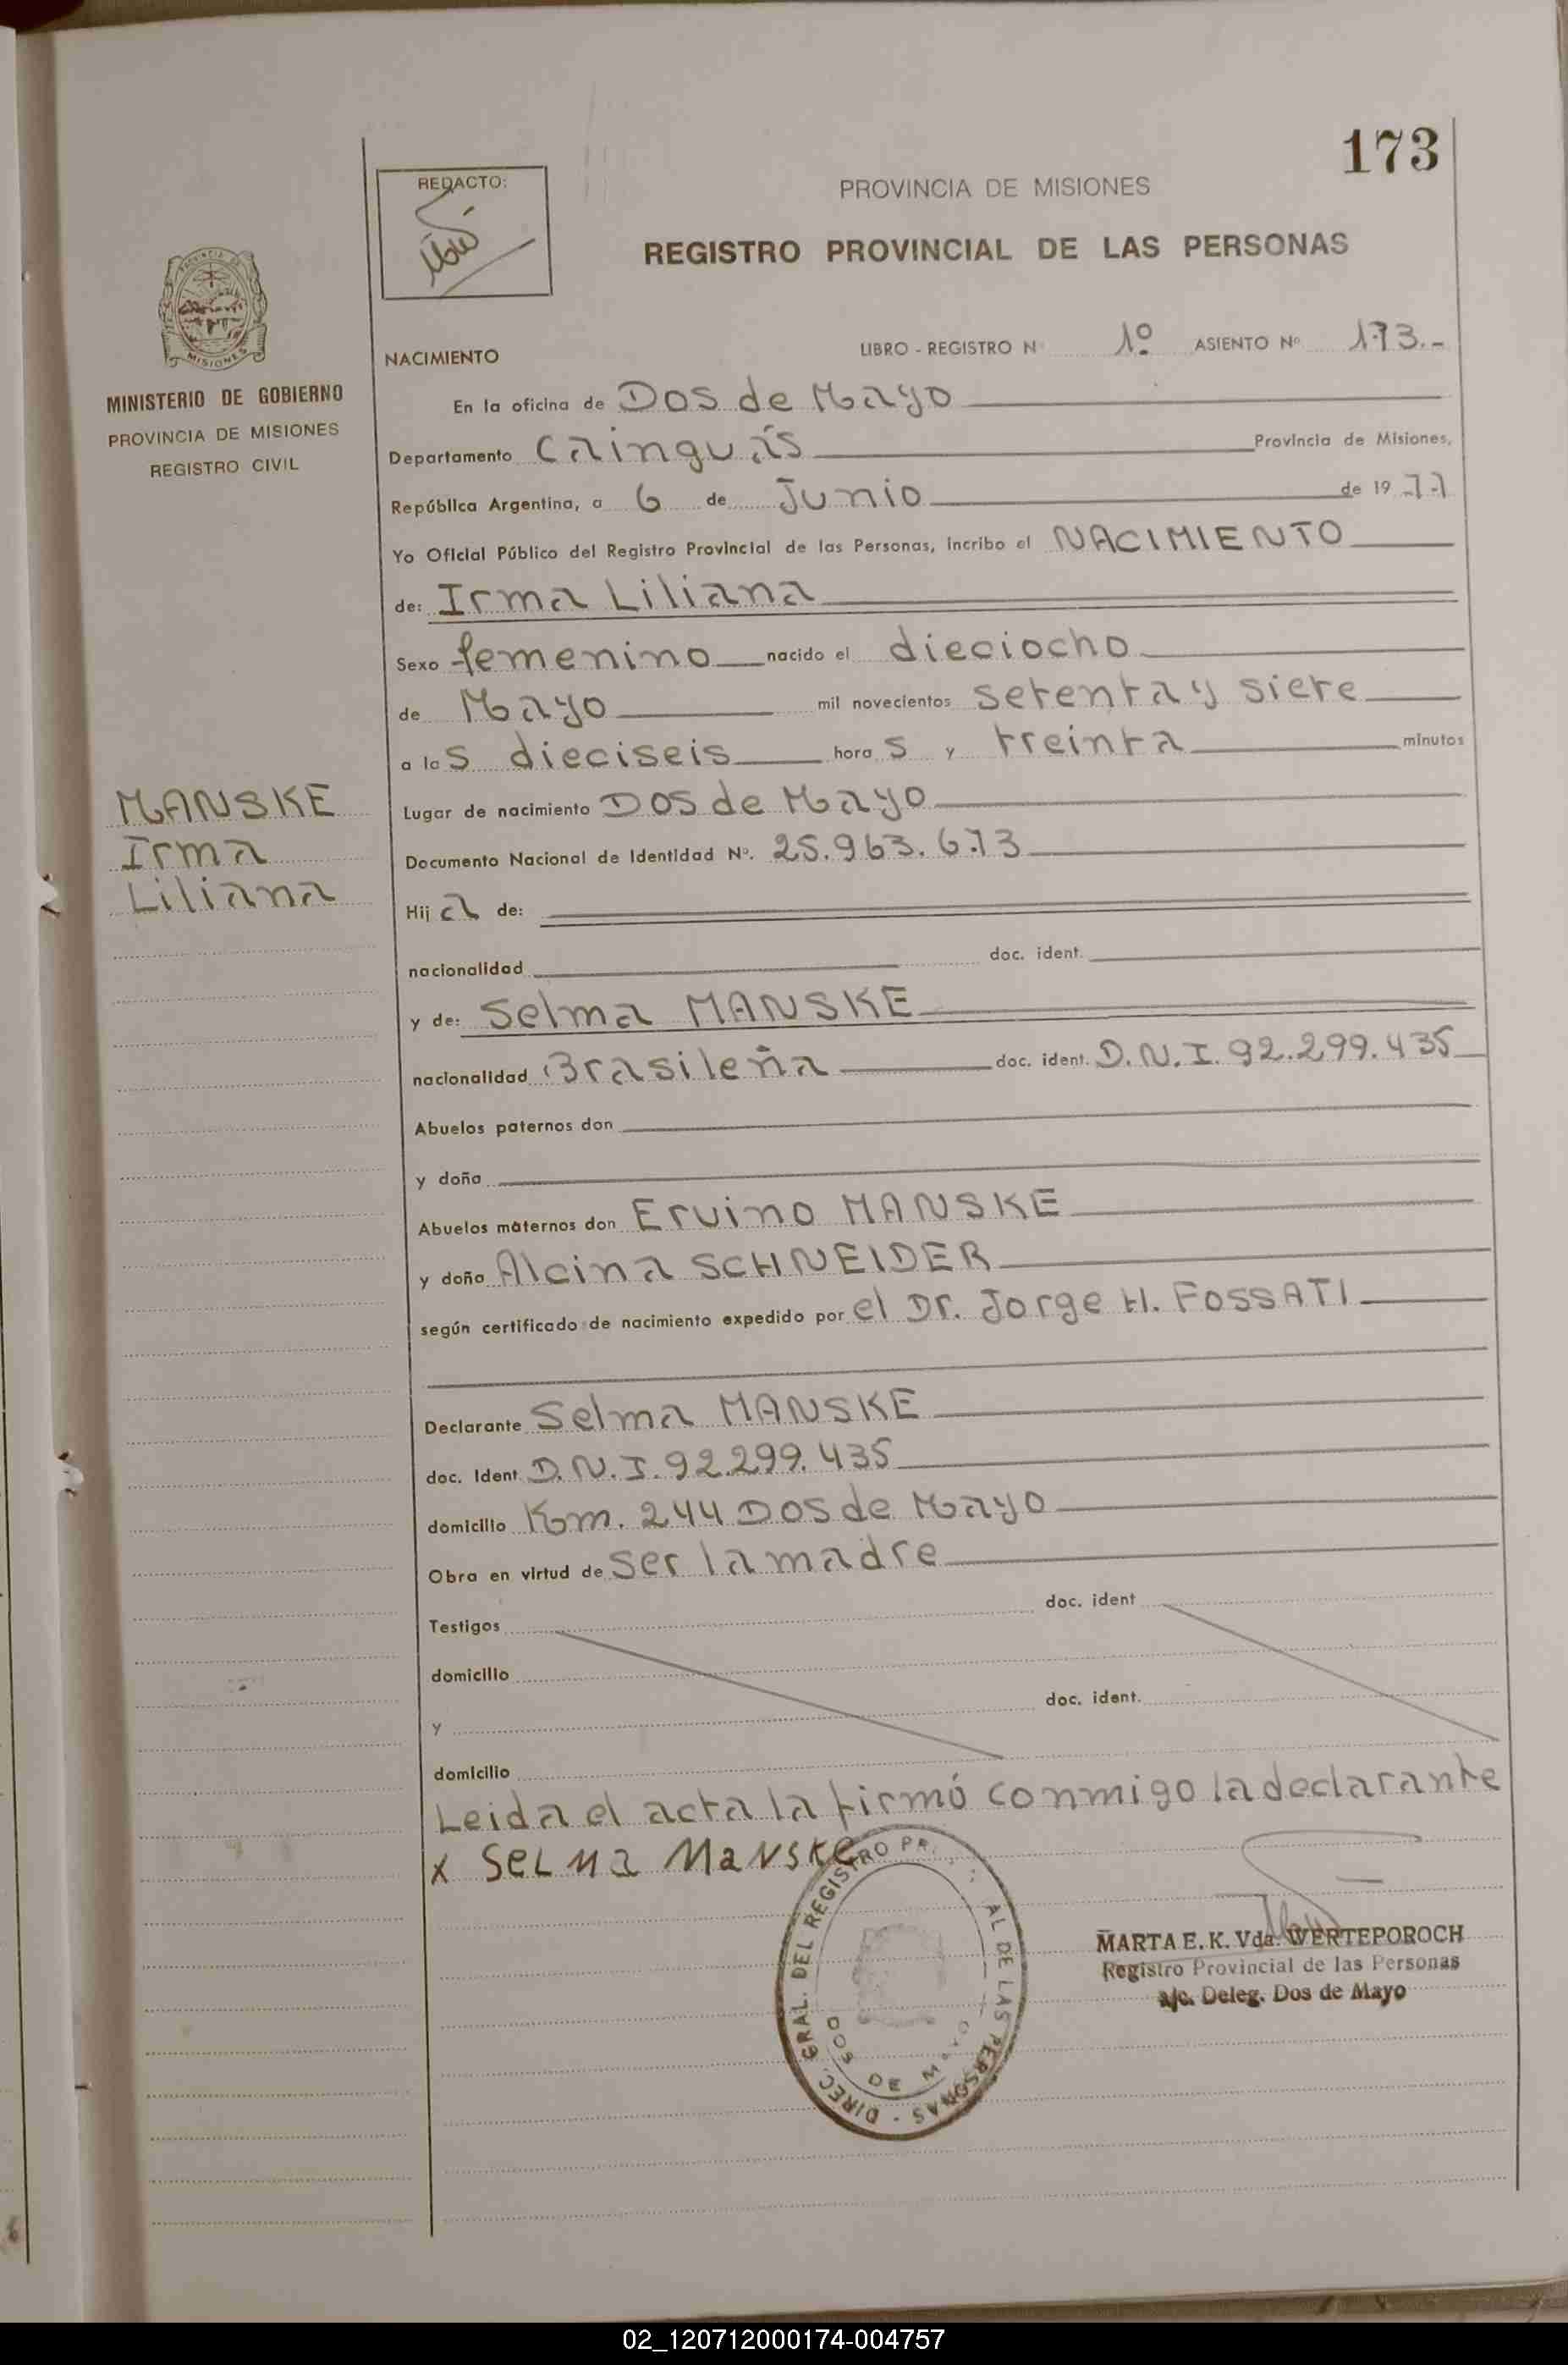 173
REDACTO:
PROVINCIA DE MISIONES
REGISTRO PROVINCIAL DE LAS PERSONAS
MISIONES
MINISTERIO DE GOBIERNO
PROVINCIA DE MISIONES
REGISTRO CIVIL
NACIMIENTO
LIBRO - REGISTRO N 1º ASIENTO Nº 173.-
En la oficina de Dos de Mayo
Departamento Cainguás Provincia de Misiones,
República Argentina, a 6 de Junio de 1977
Yo Oficial Público del Registro Provincial de las Personas, incribo el NACIMIENTO
de: Irma Liliana
Sexo femenino nacido el dieciocho
de Mayo mil novecientos setenta y siete
a las dieciseis horas y treinta minutos
MANSKE
Irma
Liliana
Lugar de nacimiento Dos de Mayo
Documento Nacional de Identidad Nº. 25.963.673
Hija de:
nacionalidad doc. ident.
y de: Selma MANSKE
nacionalidad Brasileña doc. ident. D.N.I. 92.299.435
Abuelos paternos don
y doña
Abuelos maternos don Ervino MANSKE
y doña Alcina SCHNEIDER
según certificado de nacimiento expedido por el Dr. Jorge H. FOSSATI
Declarante Selma MANSKE
doc. Ident. D.N.I. 92.299.435
domicilio Km. 244 Dos de Mayo
Obra en virtud de ser la madre
Testigos doc. ident
domicilio
y doc. ident.
domicilio
Leida el acta la firmó conmigo la declarante
x SELMA MANSKE
DIREC. GRAL. DEL REGISTRO PR AL DE LAS PERSONAS -
DOS DE MAYO
MARTA E. K. Vda. WERTEPOROCH
Registro Provincial de las Personas
a/c. Deleg. Dos de Mayo
02_120712000174-004757